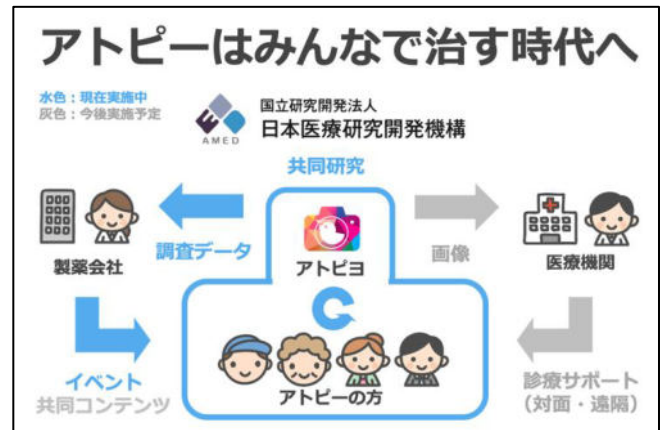 アトピーはみんなで治す時代へ
水色：現在実施中
灰色：今後実施予定
AMED
国立研究開発法人
日本医療研究開発機構
共同研究
製薬会社
調査データ
アトピヨ
画像
医療機関
イベント
共同コンテンツ
アトピーの方
診療サポート
（対面・遠隔）